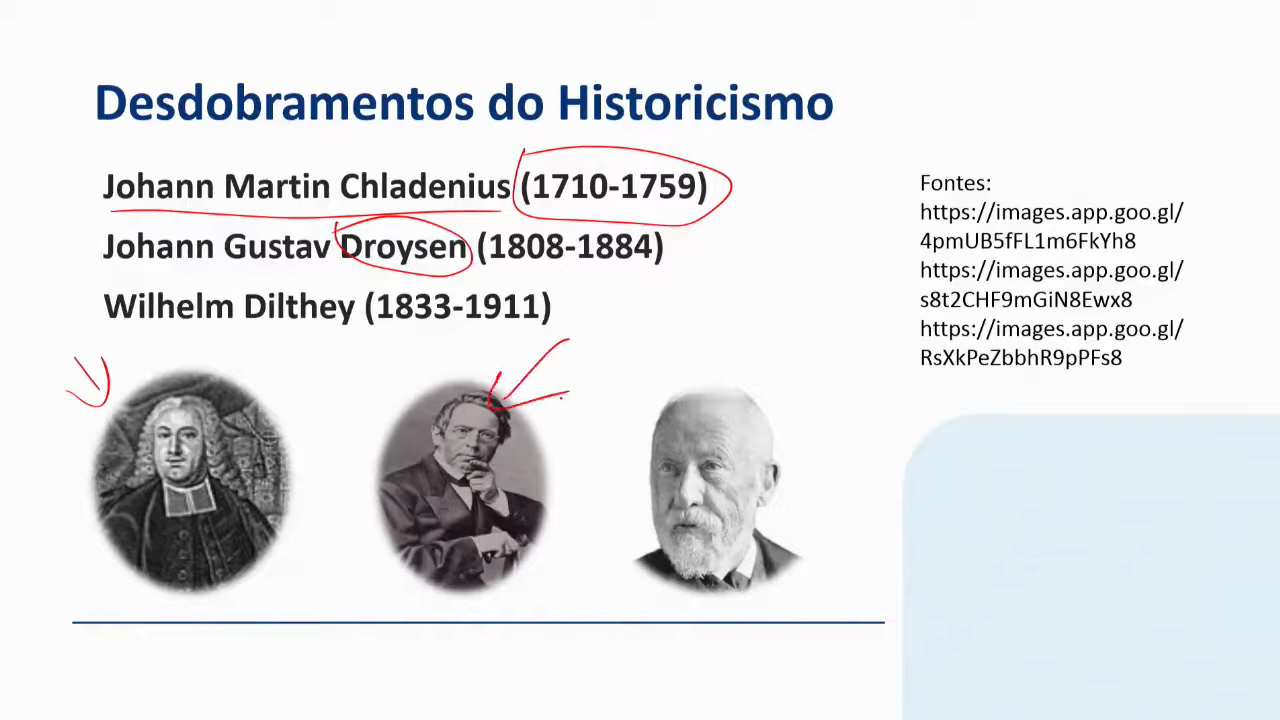 Desdobramentos do Historicismo
Johann Martin Chladenius (1710-1759)
Johann Gustav Droysen (1808-1884)
Wilhelm Dilthey (1833-1911)
Fontes:
https://images.app.goo.gl/
4pmUB5fFL1m6FkYh8
https://images.app.goo.gl/
s8t2CHF9mGiN8Ewx8
https://images.app.goo.gl/
RsXkPeZbbhR9pPFs8